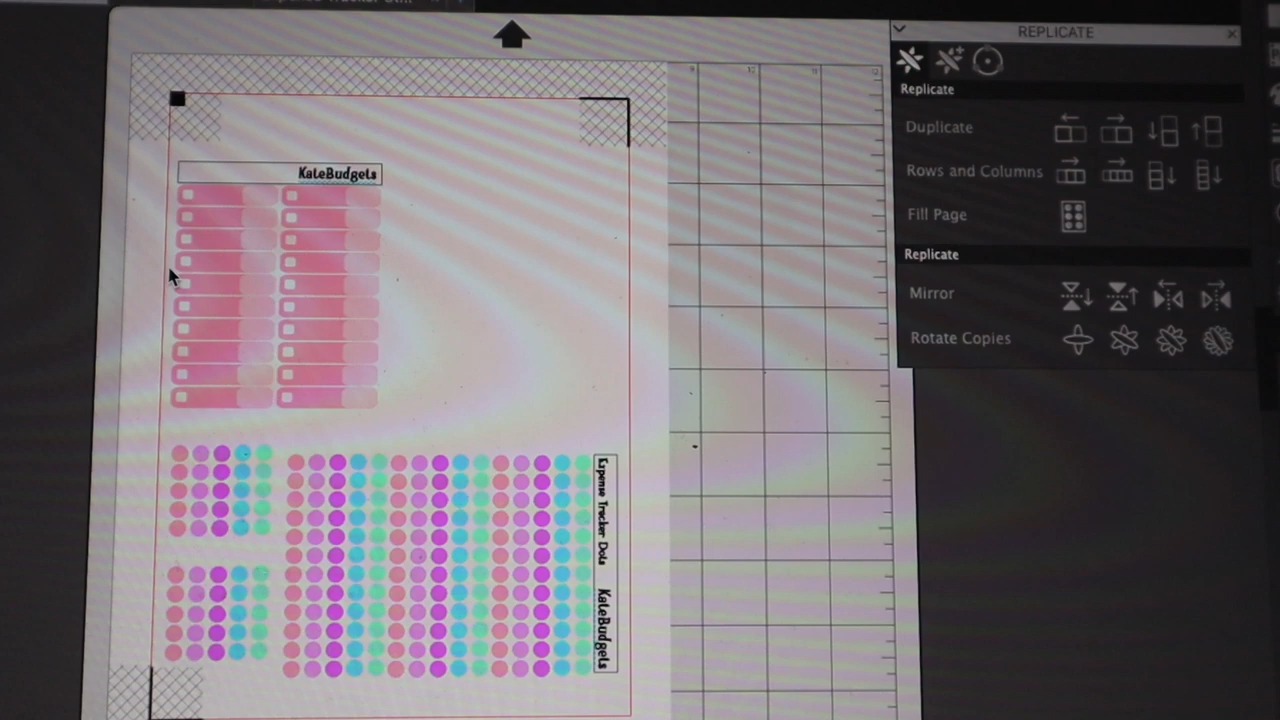 REPLICATE
Replicate
Duplicate
Rows and Columns
Fill Page
Replicate
Mirror
Rotate Copies
KateBudgets
Expense Tracker Dots KateBudgets